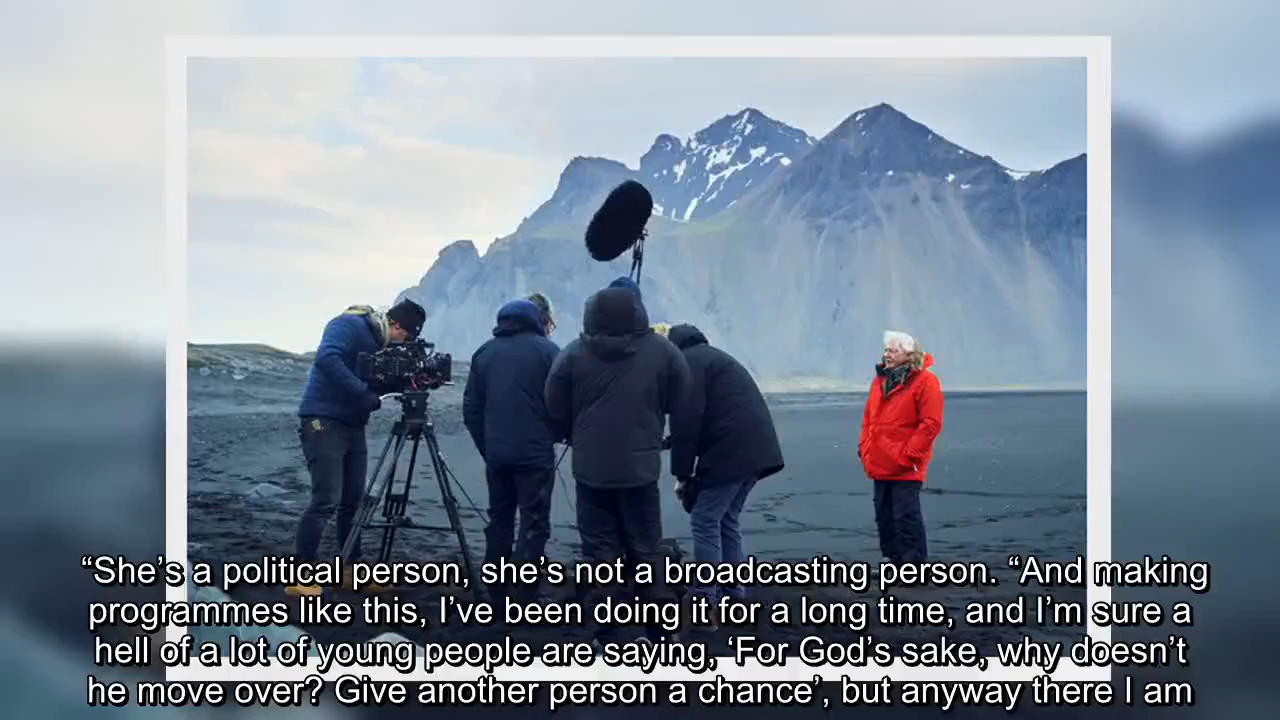 “She’s a political person, she’s not a broadcasting person. “And making
programmes like this, I’ve been doing it for a long time, and I’m sure a
hell of a lot of young people are saying, ‘For God’s sake, why doesn’t
he move over? Give another person a chance’, but anyway there I am